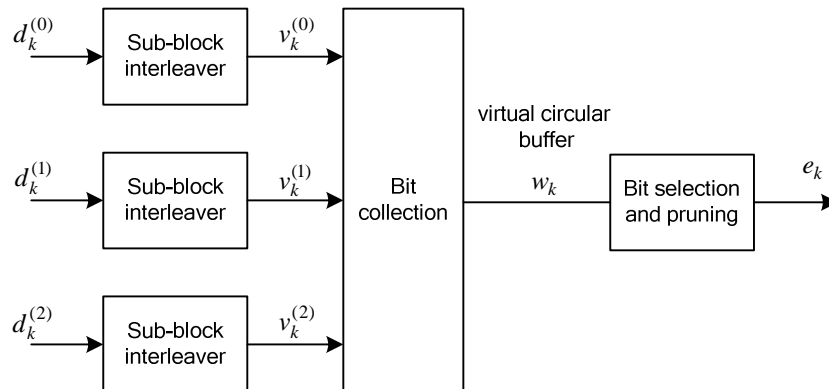 d_k^{(0)}
Sub-block
interleaver
v_k^{(0)}
d_k^{(1)}
Sub-block
interleaver
v_k^{(1)}
d_k^{(2)}
Sub-block
interleaver
v_k^{(2)}
Bit
collection
virtual circular
buffer
w_k
Bit selection
and pruning
e_k